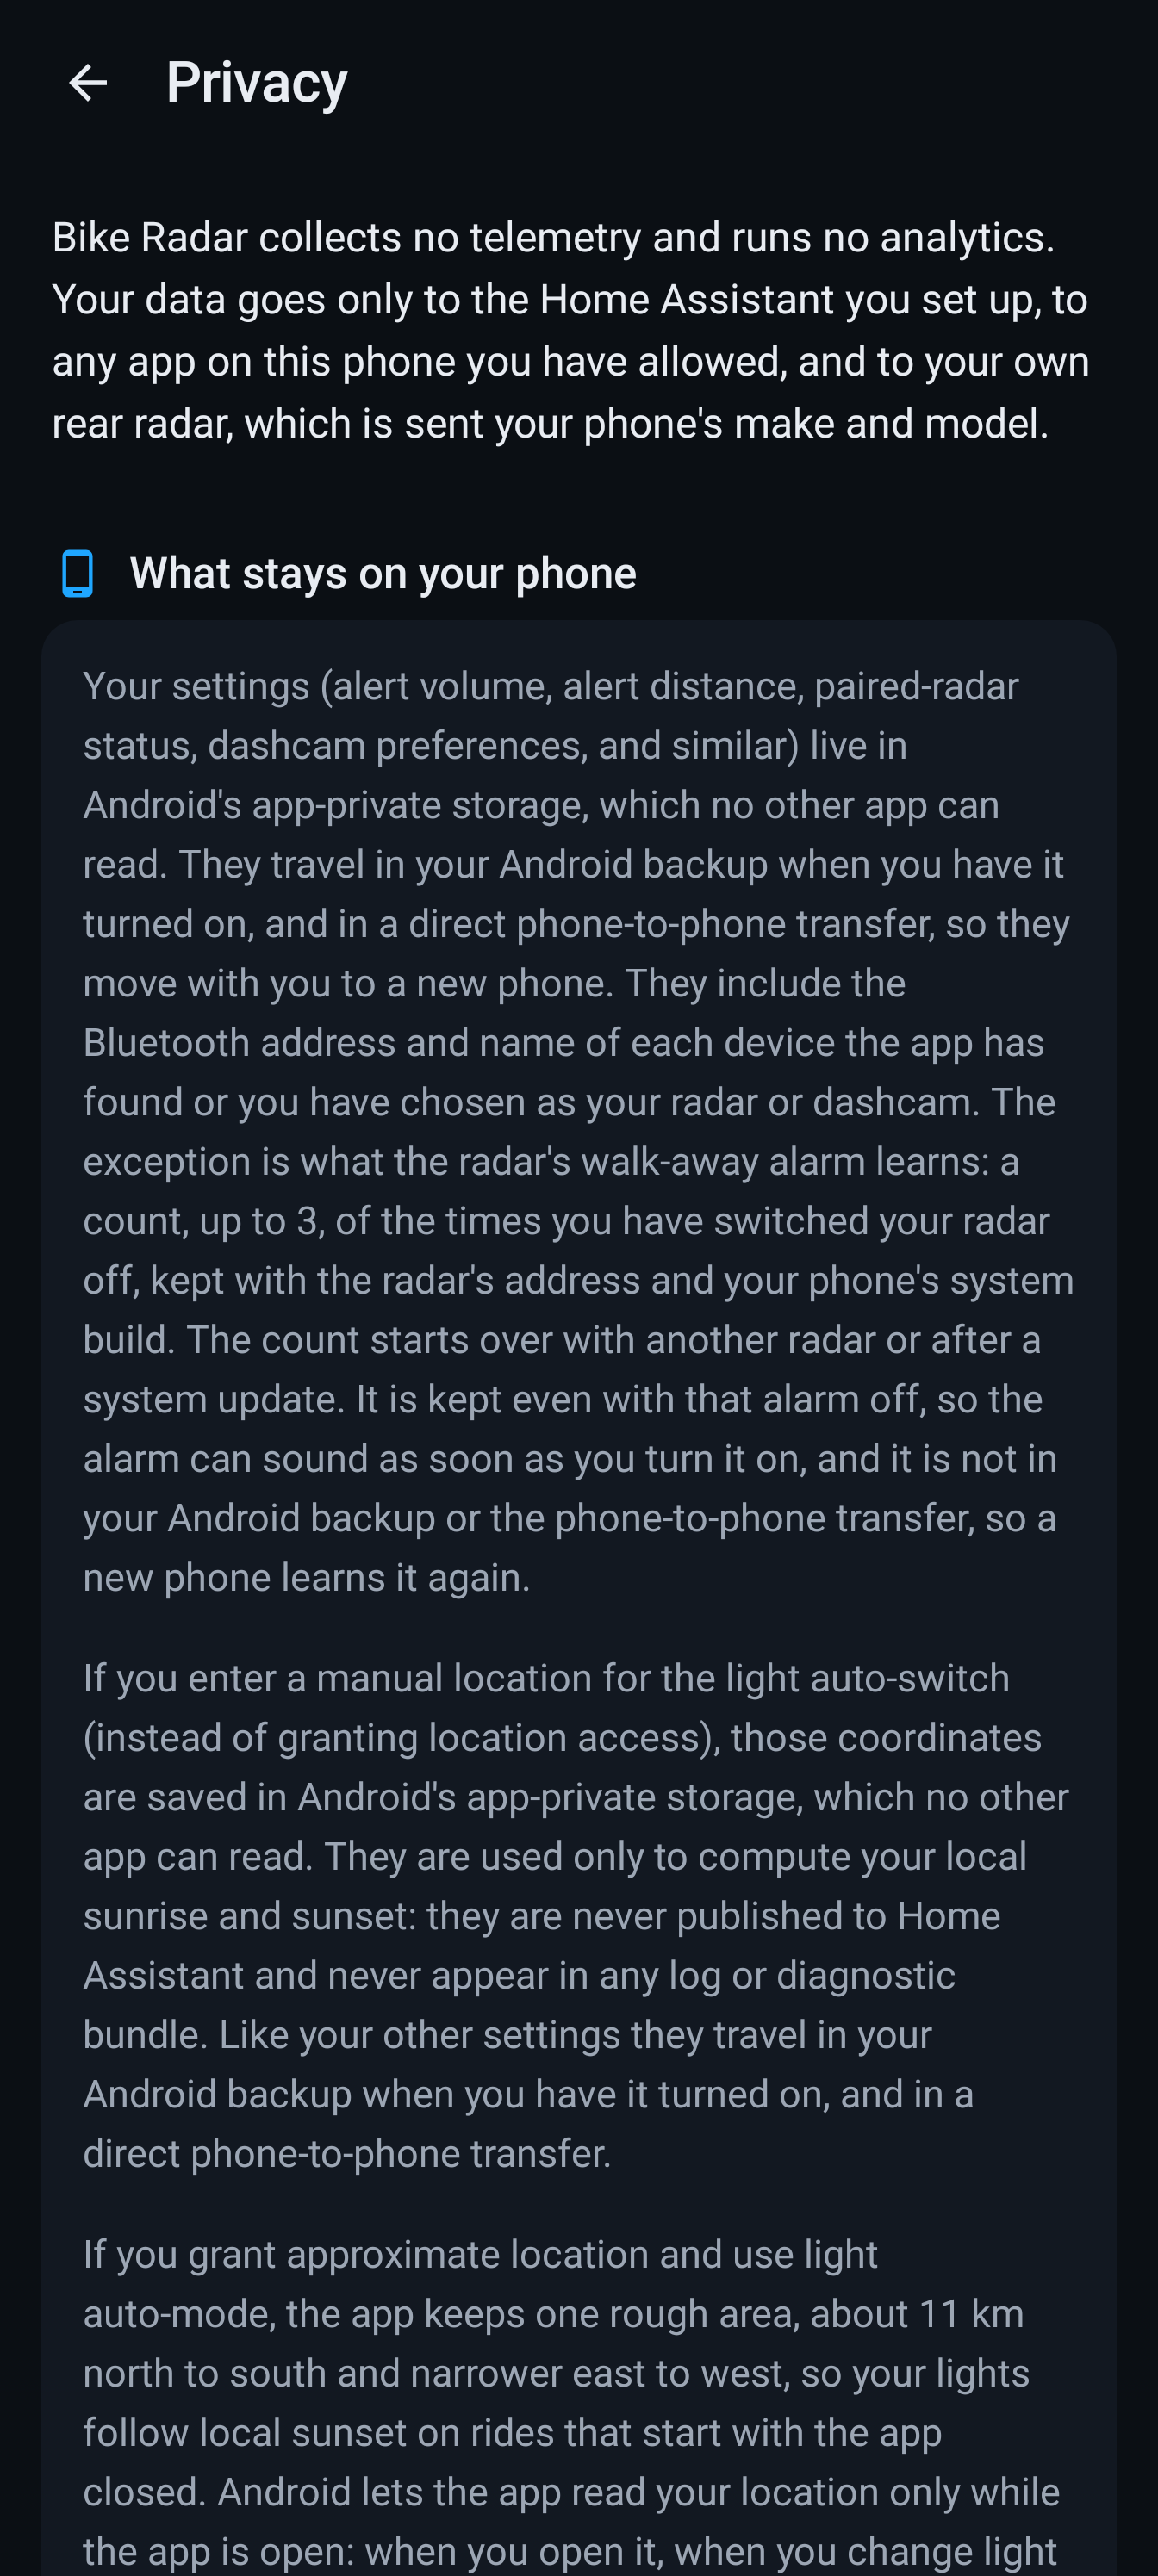 Privacy
Bike Radar collects no telemetry and runs no analytics.
Your data goes only to the Home Assistant you set up, to
any app on this phone you have allowed, and to your own
rear radar, which is sent your phone's make and model.
What stays on your phone
Your settings (alert volume, alert distance, paired-radar
status, dashcam preferences, and similar) live in
Android's app-private storage, which no other app can
read. They travel in your Android backup when you have it
turned on, and in a direct phone-to-phone transfer, so they
move with you to a new phone. They include the
Bluetooth address and name of each device the app has
found or you have chosen as your radar or dashcam. The
exception is what the radar's walk-away alarm learns: a
count, up to 3, of the times you have switched your radar
off, kept with the radar's address and your phone's system
build. The count starts over with another radar or after a
system update. It is kept even with that alarm off, so the
alarm can sound as soon as you turn it on, and it is not in
your Android backup or the phone-to-phone transfer, so a
new phone learns it again.
If you enter a manual location for the light auto-switch
(instead of granting location access), those coordinates
are saved in Android's app-private storage, which no other
app can read. They are used only to compute your local
sunrise and sunset: they are never published to Home
Assistant and never appear in any log or diagnostic
bundle. Like your other settings they travel in your
Android backup when you have it turned on, and in a
direct phone-to-phone transfer.
If you grant approximate location and use light
auto-mode, the app keeps one rough area, about 11 km
north to south and narrower east to west, so your lights
follow local sunset on rides that start with the app
closed. Android lets the app read your location only while
the app is open: when you open it, when you change light